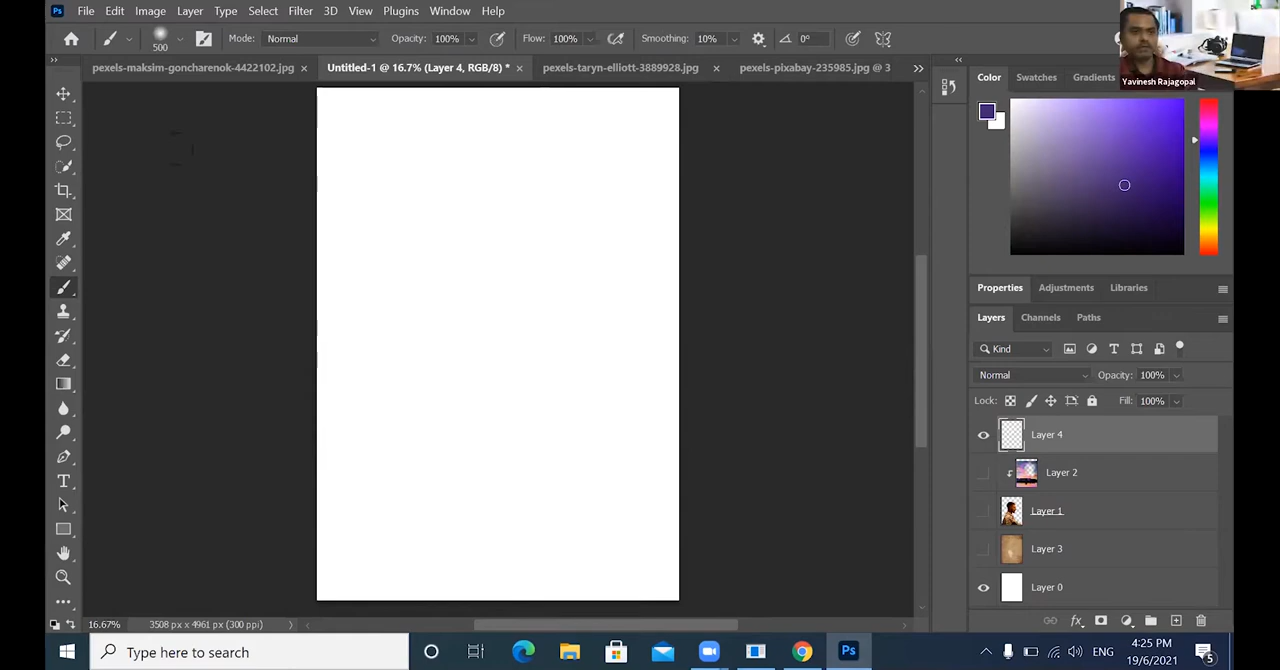 Ps File Edit Image Layer Type Select Filter 3D View Plugins Window Help
500 Mode: Normal Opacity: 100% Flow: 100% Smoothing: 10% 0°
pexels-maksim-goncharenok-4422102.jpg × Untitled-1 @ 16.7% (Layer 4, RGB/8) * × pexels-taryn-elliott-3889928.jpg × pexels-pixabay-235985.jpg @ 3
Yavinesh Rajagopal
Color Swatches Gradients
Properties Adjustments Libraries
Layers Channels Paths
Kind
Normal Opacity: 100%
Lock: Fill: 100%
Layer 4
Layer 2
Layer 1
Layer 3
Layer 0
16.67% 3508 px x 4961 px (300 ppi)
Type here to search
Ps
ENG
4:25 PM
19/6/2021
5